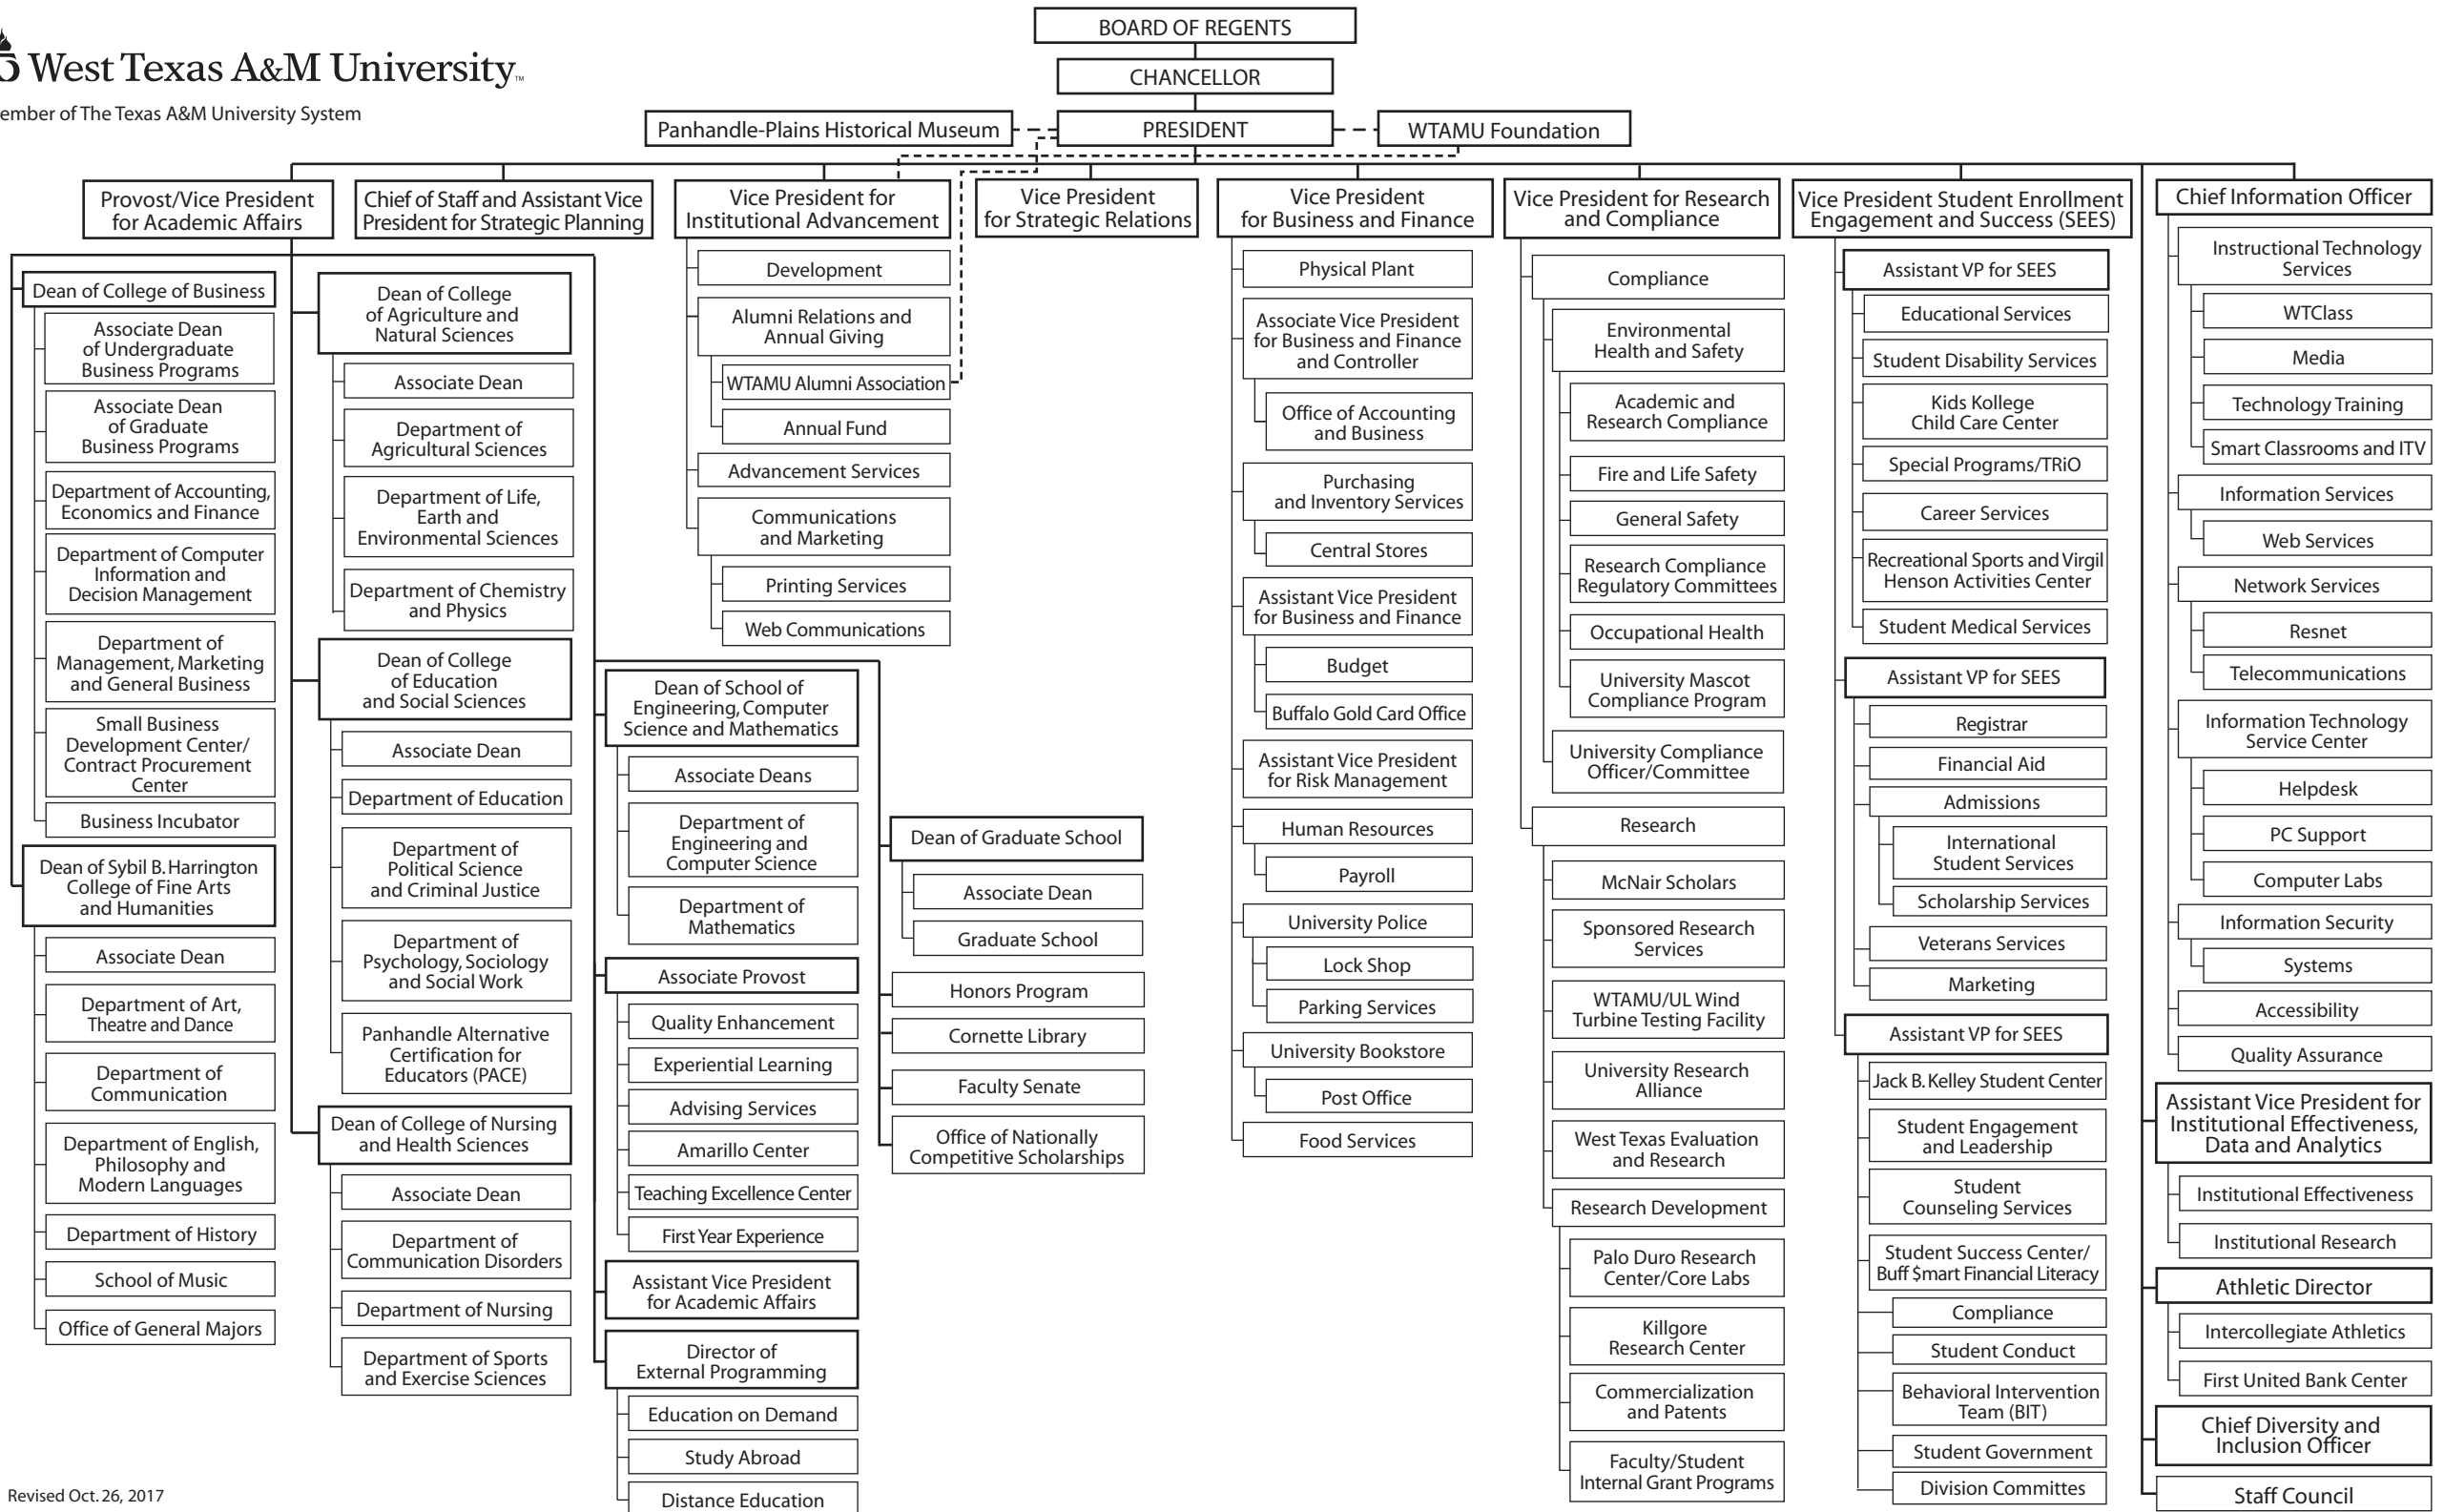 BOARD OF REGENTS
CHANCELLOR
Panhandle-Plains Historical Museum
PRESIDENT
WTAMU Foundation
West Texas A&M University™
ember of The Texas A&M University System
Provost/Vice President
for Academic Affairs
Chief of Staff and Assistant Vice
President for Strategic Planning
Vice President for
Institutional Advancement
Vice President
for Strategic Relations
Vice President
for Business and Finance
Vice President for Research
and Compliance
Vice President Student Enrollment
Engagement and Success (SEES)
Chief Information Officer
Dean of College of Business
Associate Dean
of Undergraduate
Business Programs
Associate Dean
of Graduate
Business Programs
Department of Accounting,
Economics and Finance
Department of Computer
Information and
Decision Management
Department of
Management, Marketing
and General Business
Small Business
Development Center/
Contract Procurement
Center
Business Incubator
Dean of Sybil B. Harrington
College of Fine Arts
and Humanities
Associate Dean
Department of Art,
Theatre and Dance
Department of
Communication
Department of English,
Philosophy and
Modern Languages
Department of History
School of Music
Office of General Majors
Dean of College
of Agriculture and
Natural Sciences
Associate Dean
Department of
Agricultural Sciences
Department of Life,
Earth and
Environmental Sciences
Department of Chemistry
and Physics
Dean of College
of Education
and Social Sciences
Associate Dean
Department of Education
Department of
Political Science
and Criminal Justice
Department of
Psychology, Sociology
and Social Work
Panhandle Alternative
Certification for
Educators (PACE)
Dean of College of Nursing
and Health Sciences
Associate Dean
Department of
Communication Disorders
Department of Nursing
Department of Sports
and Exercise Sciences
Dean of School of
Engineering, Computer
Science and Mathematics
Associate Deans
Department of
Engineering and
Computer Science
Department of
Mathematics
Associate Provost
Quality Enhancement
Experiential Learning
Advising Services
Amarillo Center
Teaching Excellence Center
First Year Experience
Assistant Vice President
for Academic Affairs
Director of
External Programming
Education on Demand
Study Abroad
Distance Education
Dean of Graduate School
Associate Dean
Graduate School
Honors Program
Cornette Library
Faculty Senate
Office of Nationally
Competitive Scholarships
Development
Alumni Relations and
Annual Giving
WTAMU Alumni Association
Annual Fund
Advancement Services
Communications
and Marketing
Printing Services
Web Communications
Physical Plant
Associate Vice President
for Business and Finance
and Controller
Office of Accounting
and Business
Purchasing
and Inventory Services
Central Stores
Assistant Vice President
for Business and Finance
Budget
Buffalo Gold Card Office
Assistant Vice President
for Risk Management
Human Resources
Payroll
University Police
Lock Shop
Parking Services
University Bookstore
Post Office
Food Services
Compliance
Environmental
Health and Safety
Academic and
Research Compliance
Fire and Life Safety
General Safety
Research Compliance
Regulatory Committees
Occupational Health
University Mascot
Compliance Program
University Compliance
Officer/Committee
Research
McNair Scholars
Sponsored Research
Services
WTAMU/UL Wind
Turbine Testing Facility
University Research
Alliance
West Texas Evaluation
and Research
Research Development
Palo Duro Research
Center/Core Labs
Killgore
Research Center
Commercialization
and Patents
Faculty/Student
Internal Grant Programs
Assistant VP for SEES
Educational Services
Student Disability Services
Kids Kollege
Child Care Center
Special Programs/TRiO
Career Services
Recreational Sports and Virgil
Henson Activities Center
Student Medical Services
Assistant VP for SEES
Registrar
Financial Aid
Admissions
International
Student Services
Scholarship Services
Veterans Services
Marketing
Assistant VP for SEES
Jack B. Kelley Student Center
Student Engagement
and Leadership
Student
Counseling Services
Student Success Center/
Buff $mart Financial Literacy
Compliance
Student Conduct
Behavioral Intervention
Team (BIT)
Student Government
Division Committes
Instructional Technology
Services
WTClass
Media
Technology Training
Smart Classrooms and ITV
Information Services
Web Services
Network Services
Resnet
Telecommunications
Information Technology
Service Center
Helpdesk
PC Support
Computer Labs
Information Security
Systems
Accessibility
Quality Assurance
Assistant Vice President for
Institutional Effectiveness,
Data and Analytics
Institutional Effectiveness
Institutional Research
Athletic Director
Intercollegiate Athletics
First United Bank Center
Chief Diversity and
Inclusion Officer
Staff Council
Revised Oct. 26, 2017